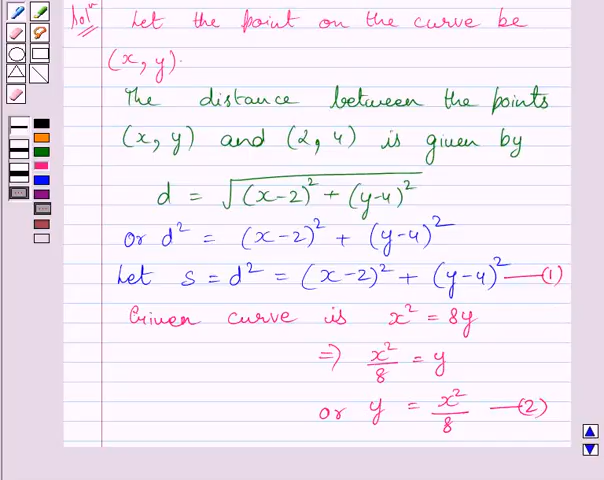 Solⁿ Let the point on the curve be
(x, y).
The distance between the points
(x, y) and (2, 4) is given by
d = √((x-2)² + (y-4)²)
or d² = (x-2)² + (y-4)²
Let s = d² = (x-2)² + (y-4)² —(1)
Given curve is x² = 8y
=> x²/8 = y
or y = x²/8 —(2)